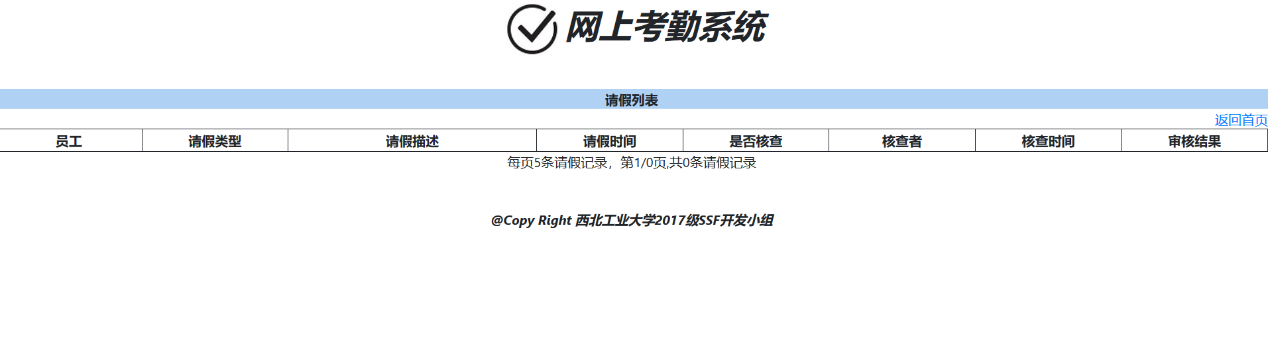 网上考勤系统
请假列表
返回首页
员工 请假类型 请假描述 请假时间 是否核查 核查者 核查时间 审核结果
每页5条请假记录，第1/0页,共0条请假记录
@Copy Right 西北工业大学2017级SSF开发小组